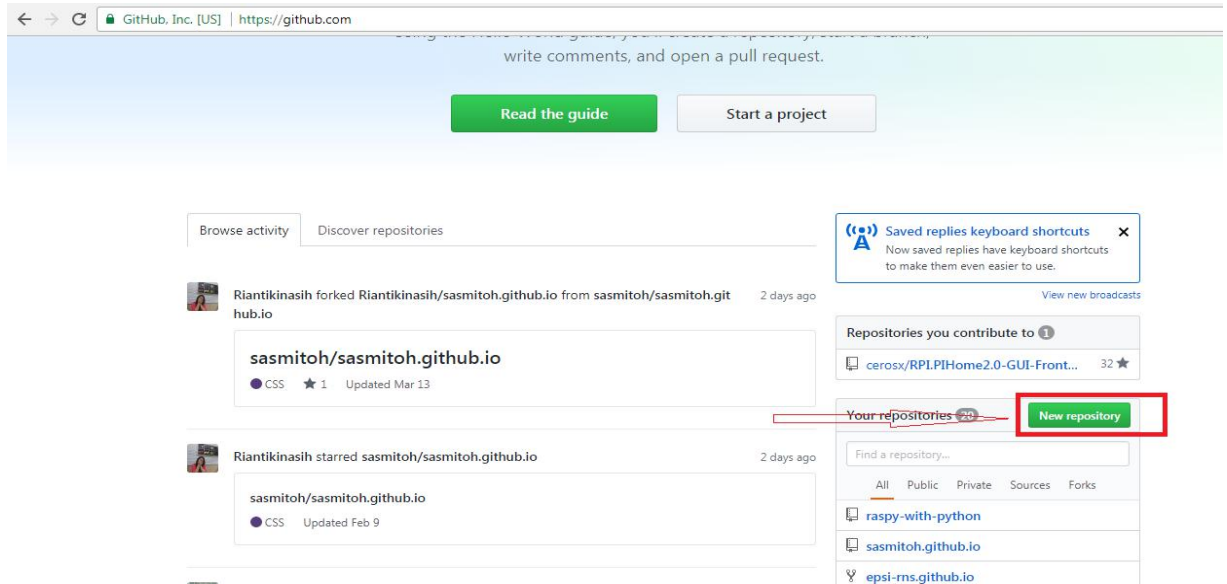 GitHub, Inc. [US] | https://github.com
write comments, and open a pull request.
Read the guide
Start a project
Browse activity
Discover repositories
Riantikinasih forked Riantikinasih/sasmitoh.github.io from sasmitoh/sasmitoh.git
hub.io
2 days ago
sasmitoh/sasmitoh.github.io
CSS ★ 1 Updated Mar 13
Riantikinasih starred sasmitoh/sasmitoh.github.io
2 days ago
sasmitoh/sasmitoh.github.io
CSS Updated Feb 9
Saved replies keyboard shortcuts
Now saved replies have keyboard shortcuts
to make them even easier to use.
View new broadcasts
Repositories you contribute to 1
cerosx/RPI.PIHome2.0-GUI-Front... 32 ★
Your repositories 20
New repository
Find a repository...
All Public Private Sources Forks
raspy-with-python
sasmitoh.github.io
epsi-rns.github.io